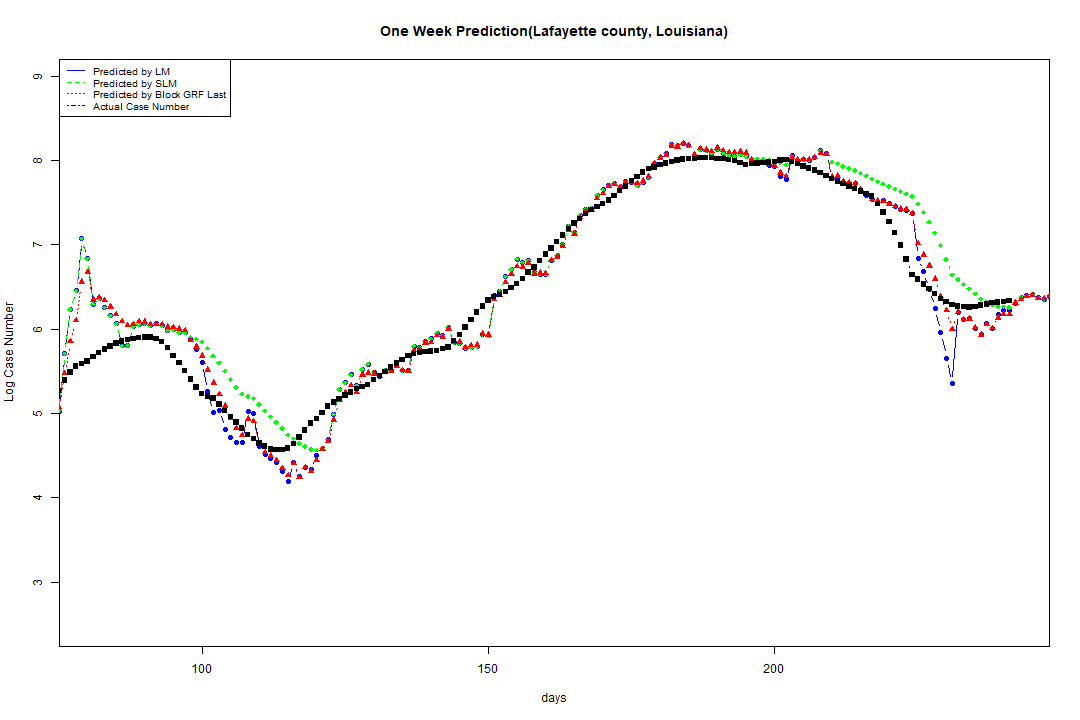 One Week Prediction(Lafayette county, Louisiana)
Predicted by LM
Predicted by SLM
Predicted by Block GRF Last
Actual Case Number
9
8
7
6
5
4
3
Log Case Number
100 150 200
days